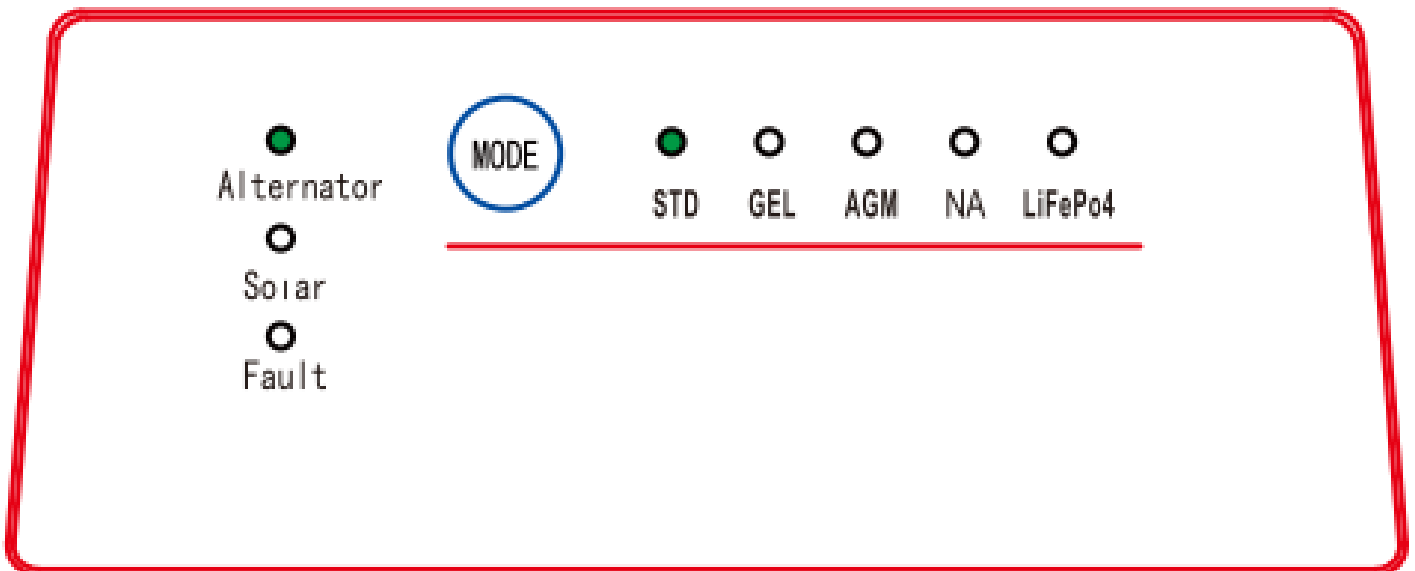 MODE
STD GEL AGM NA LiFePo4
Alternator
Solar
Fault